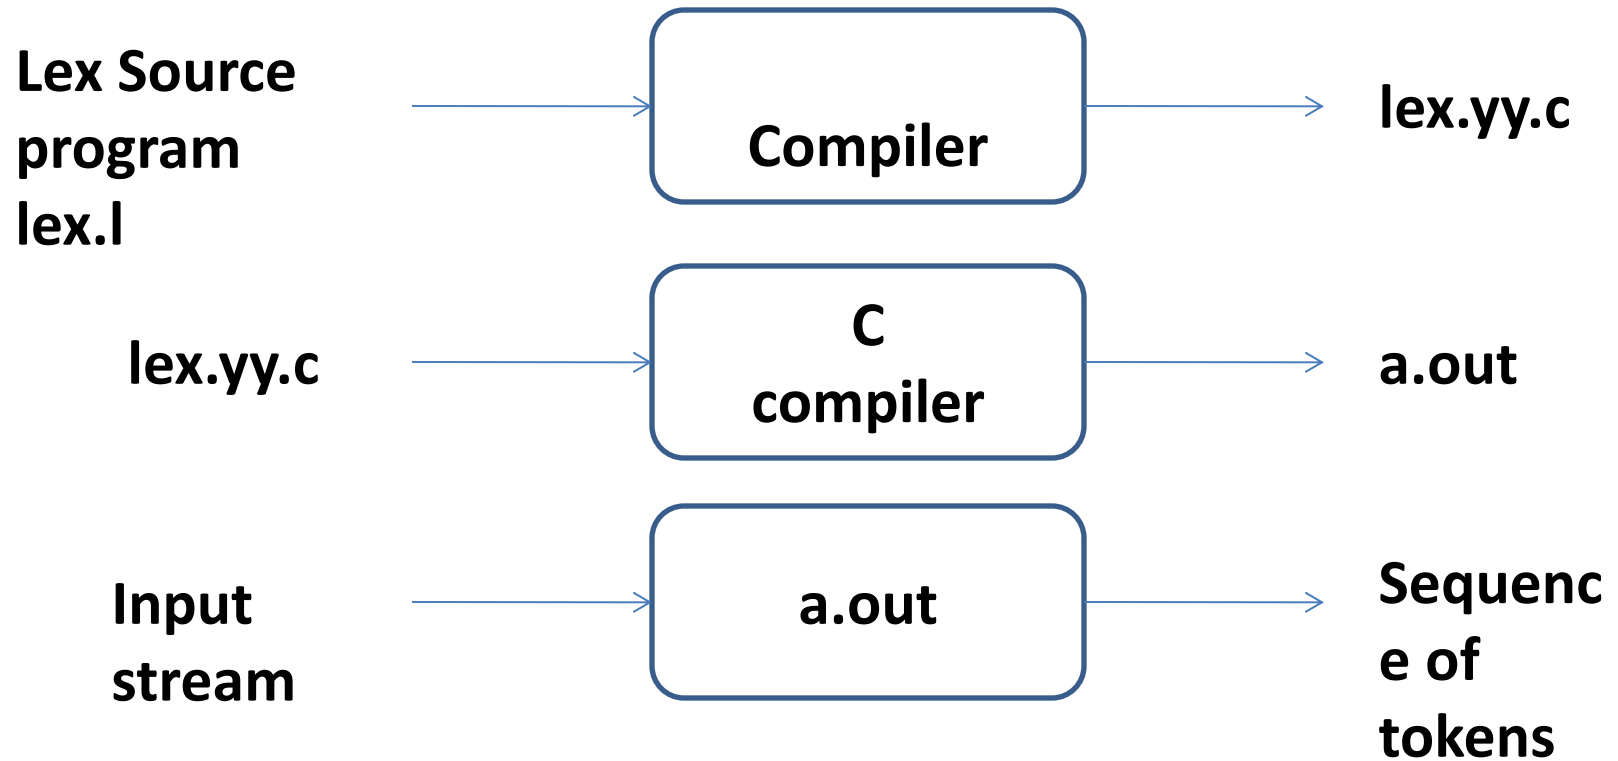 Lex Source
program
lex.l
Compiler
lex.yy.c
lex.yy.c
C
compiler
a.out
Input
stream
a.out
Sequenc
e of
tokens